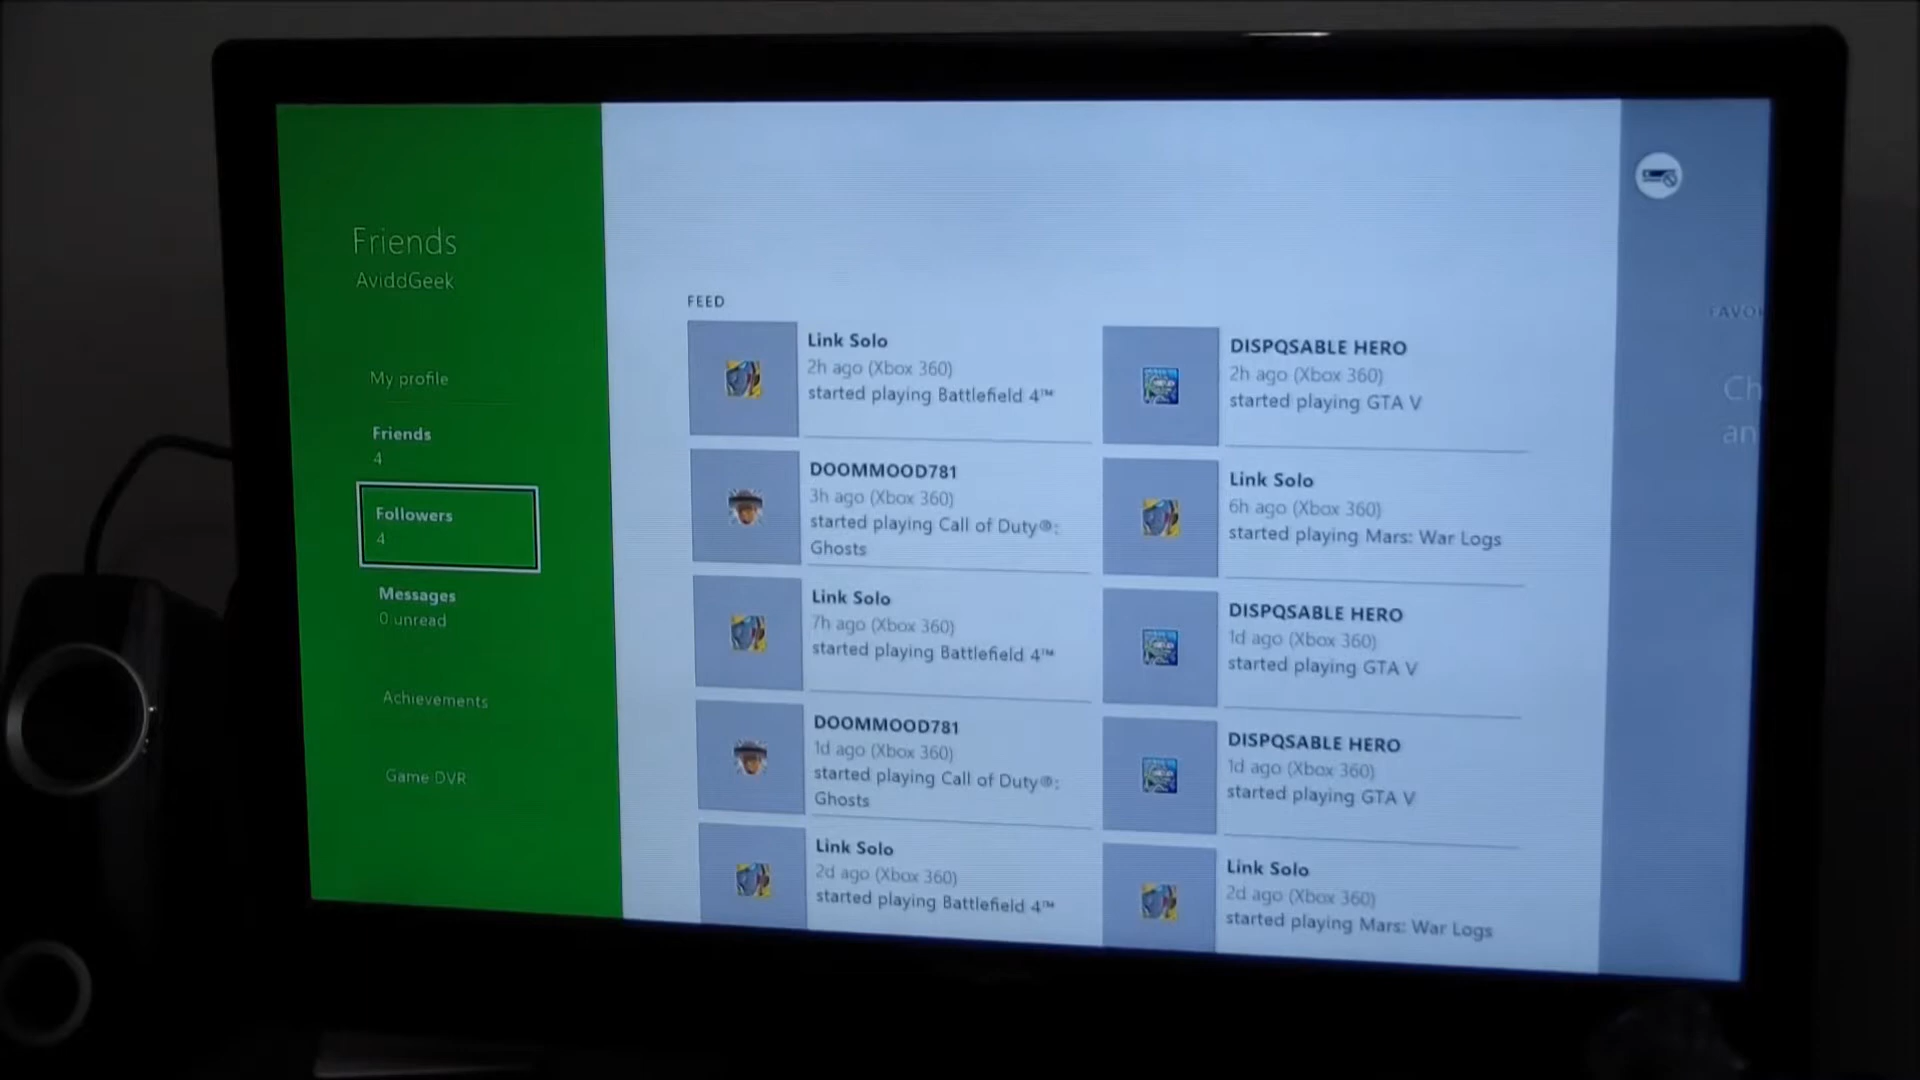 Friends
AviddGeek
My profile
Friends
4
Followers
4
Messages
0 unread
Achievements
Game DVR
FEED
Link Solo
2h ago (Xbox 360)
started playing Battlefield 4™
DOOMMOOD781
3h ago (Xbox 360)
started playing Call of Duty®:
Ghosts
Link Solo
7h ago (Xbox 360)
started playing Battlefield 4™
DOOMMOOD781
1d ago (Xbox 360)
started playing Call of Duty®:
Ghosts
Link Solo
2d ago (Xbox 360)
started playing Battlefield 4™
DISPQSABLE HERO
2h ago (Xbox 360)
started playing GTA V
Link Solo
6h ago (Xbox 360)
started playing Mars: War Logs
DISPQSABLE HERO
1d ago (Xbox 360)
started playing GTA V
DISPQSABLE HERO
1d ago (Xbox 360)
started playing GTA V
Link Solo
2d ago (Xbox 360)
started playing Mars: War Logs
FAVO
Ch
an